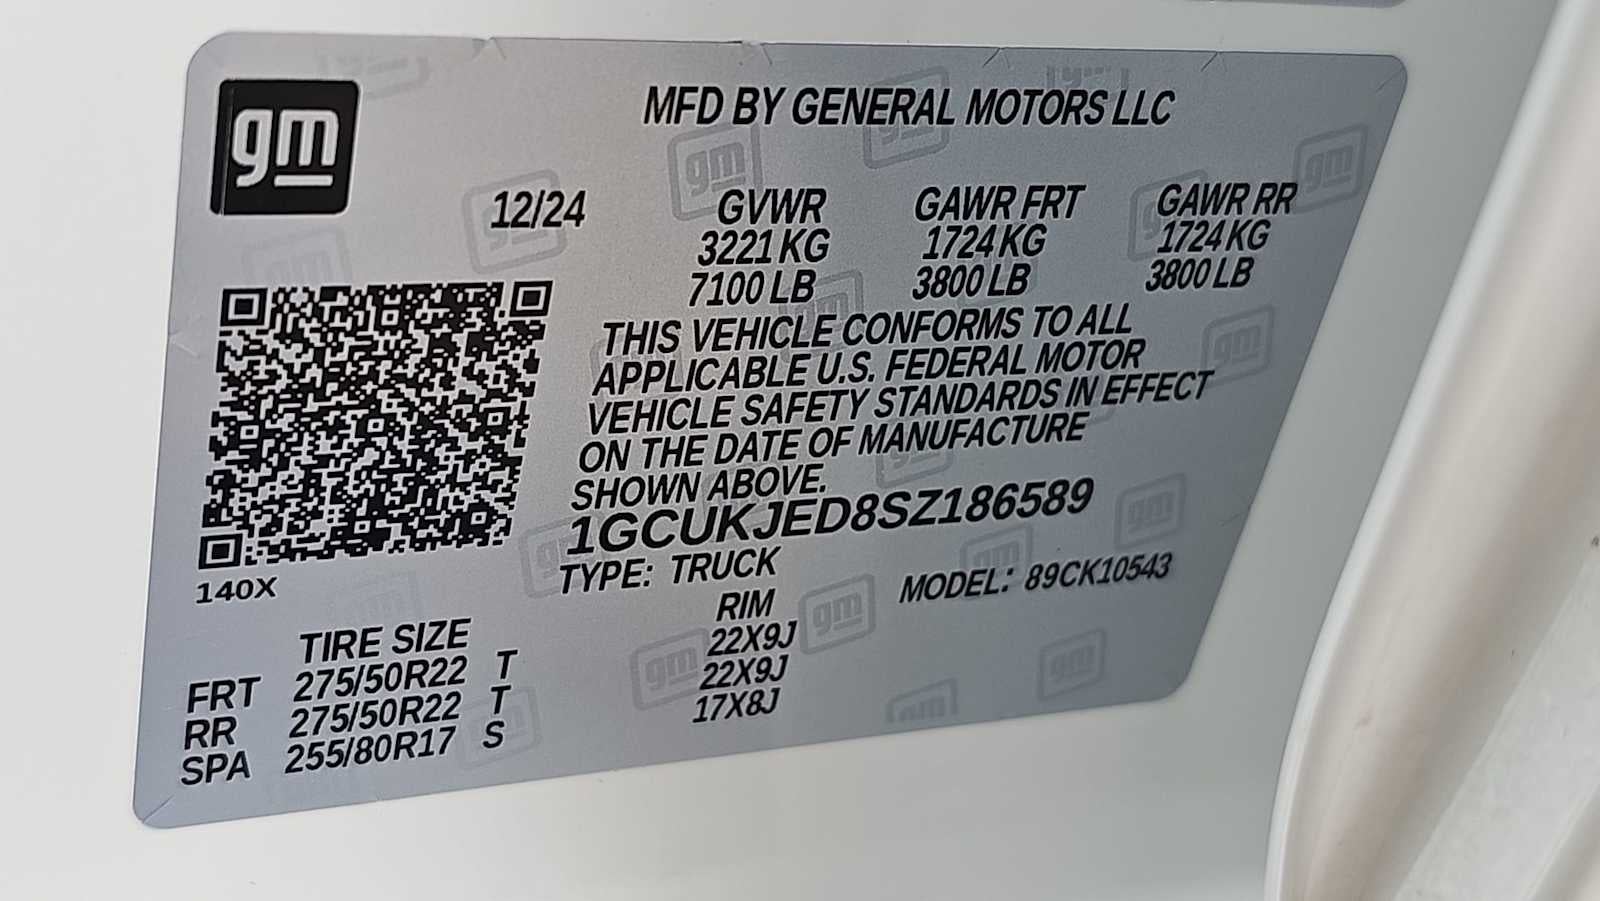 gm
MFD BY GENERAL MOTORS LLC
12/24 GVWR GAWR FRT GAWR RR
3221 KG 1724 KG 1724 KG
7100 LB 3800 LB 3800 LB
THIS VEHICLE CONFORMS TO ALL
APPLICABLE U.S. FEDERAL MOTOR
VEHICLE SAFETY STANDARDS IN EFFECT
ON THE DATE OF MANUFACTURE
SHOWN ABOVE.
1GCUKJED8SZ186589
TYPE: TRUCK MODEL: 89CK10543
140X
TIRE SIZE RIM
FRT 275/50R22 T 22X9J
RR 275/50R22 T 22X9J
SPA 255/80R17 S 17X8J